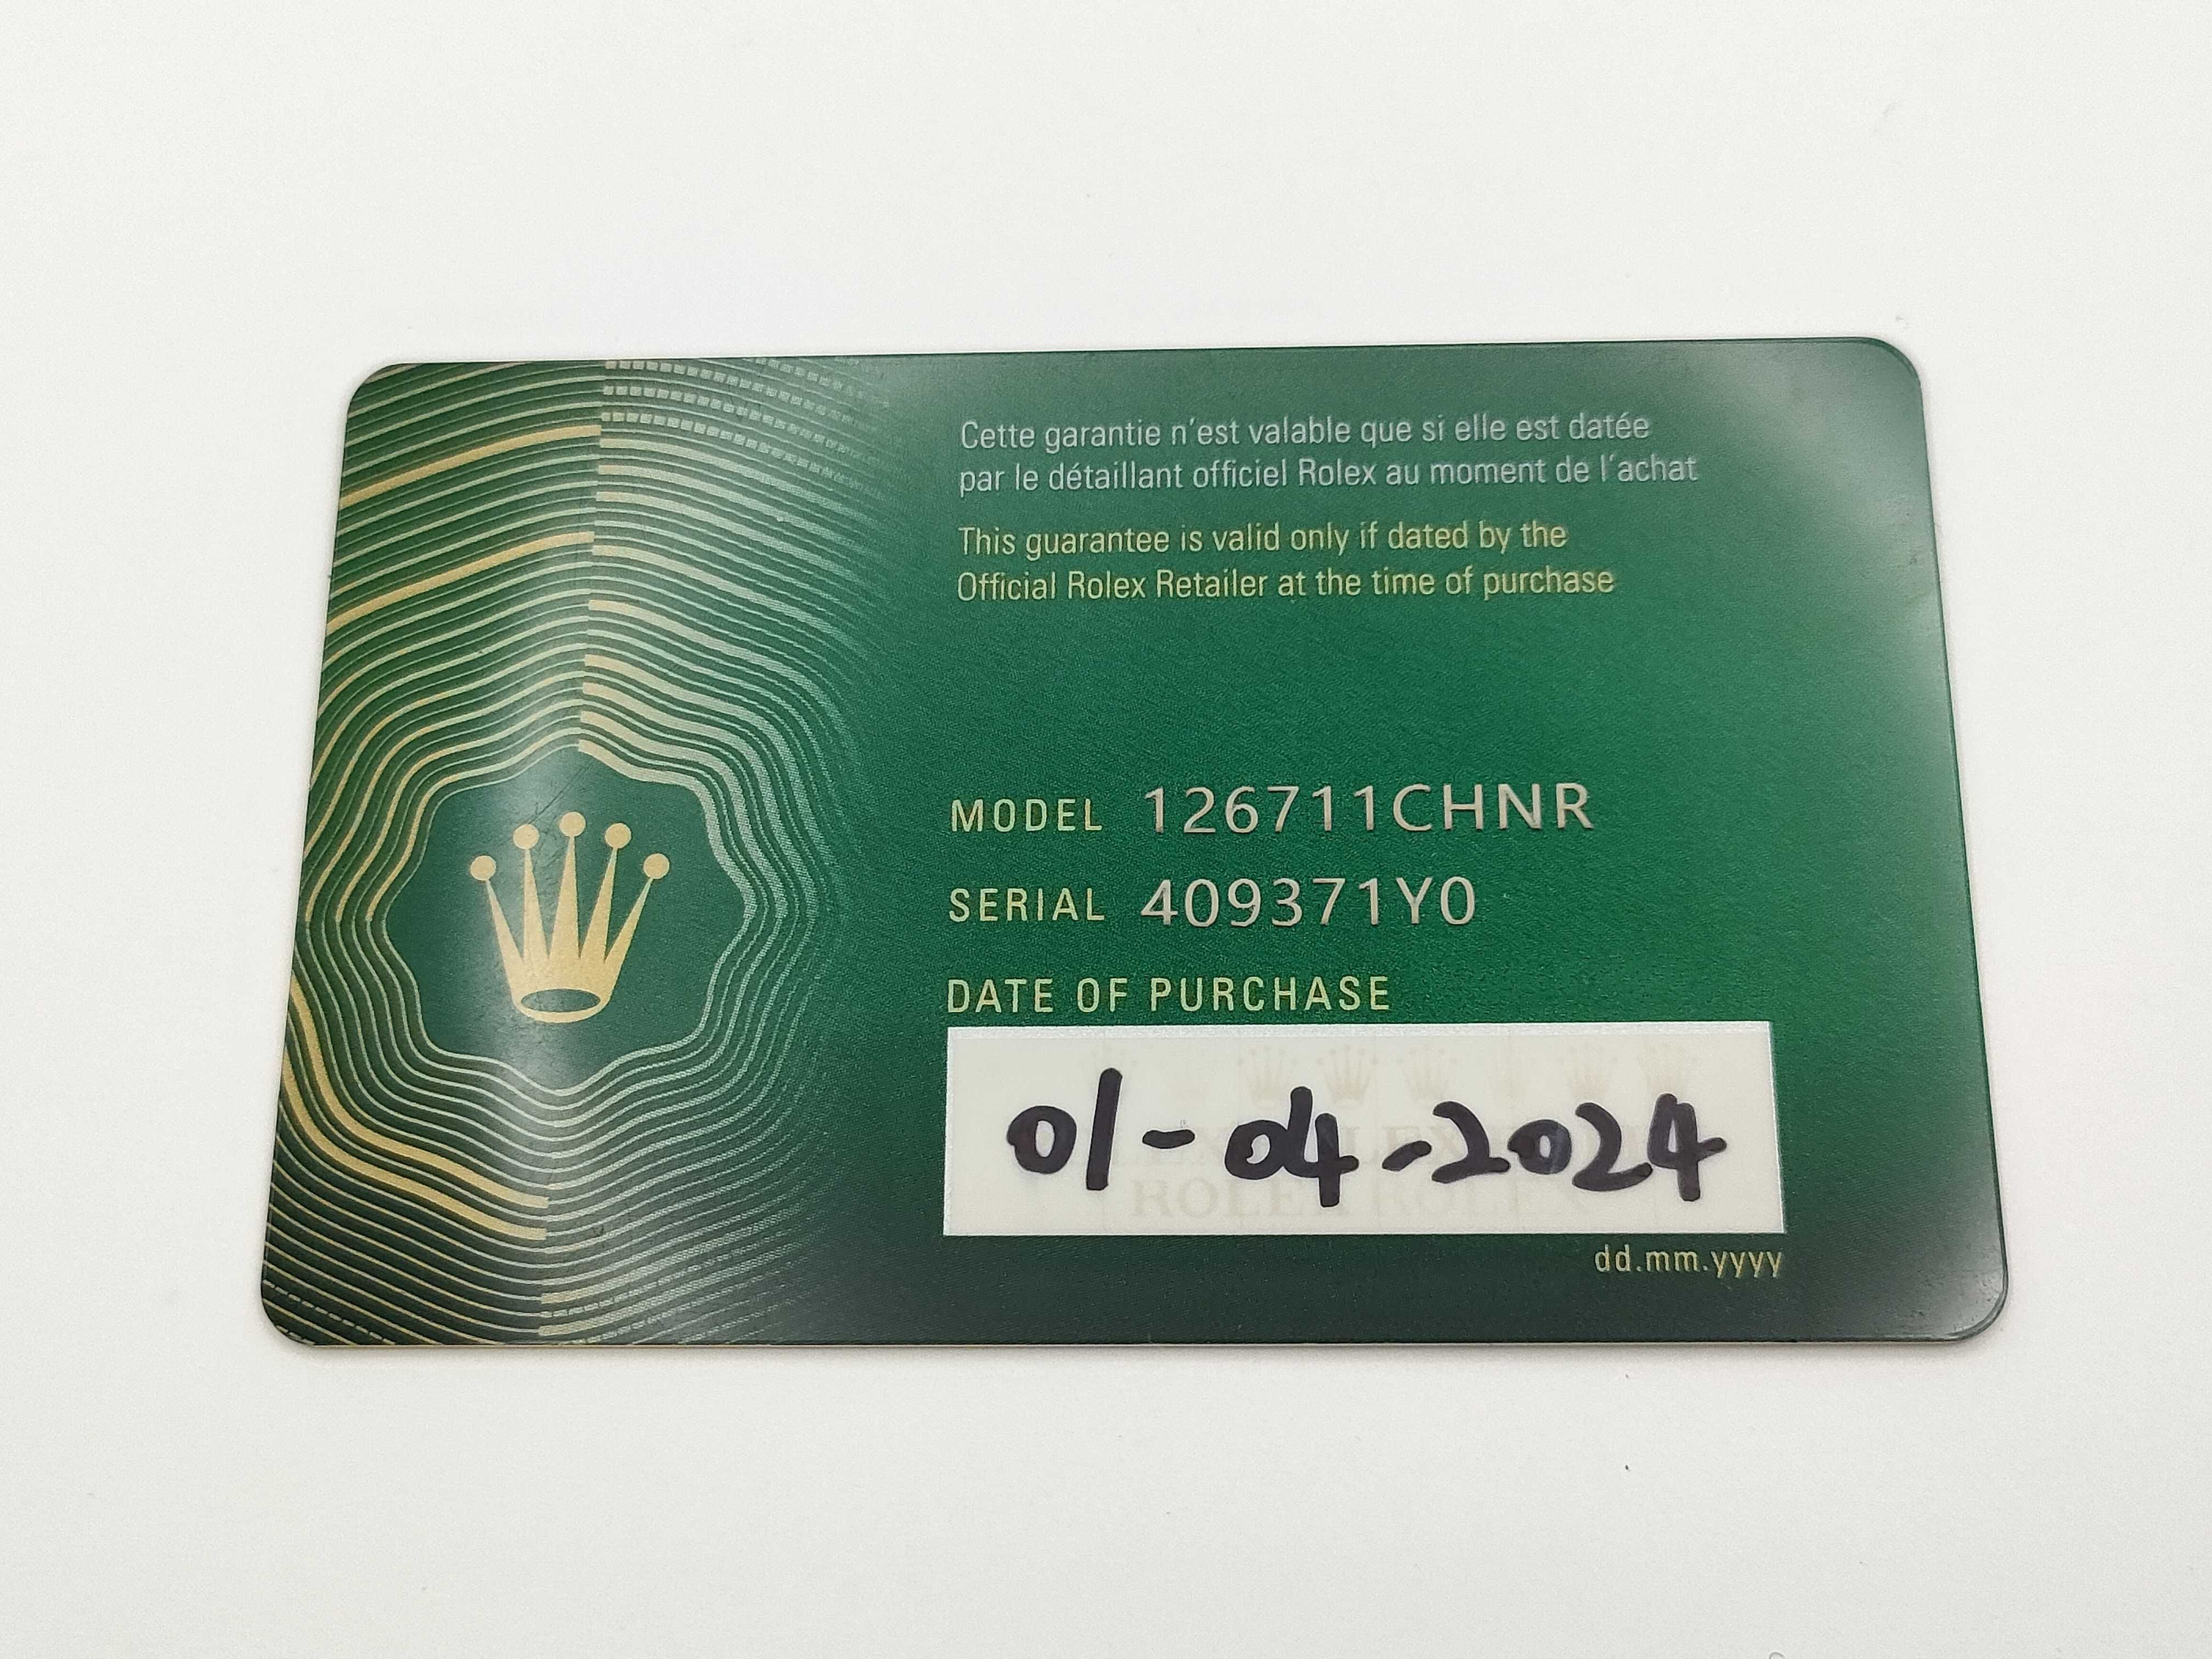 Cette garantie n'est valable que si elle est datée
par le détaillant officiel Rolex au moment de l'achat
This guarantee is valid only if dated by the
Official Rolex Retailer at the time of purchase
MODEL 126711CHNR
SERIAL 409371Y0
DATE OF PURCHASE
01-04-2024
ROLEX ROLEX
dd.mm.yyyy